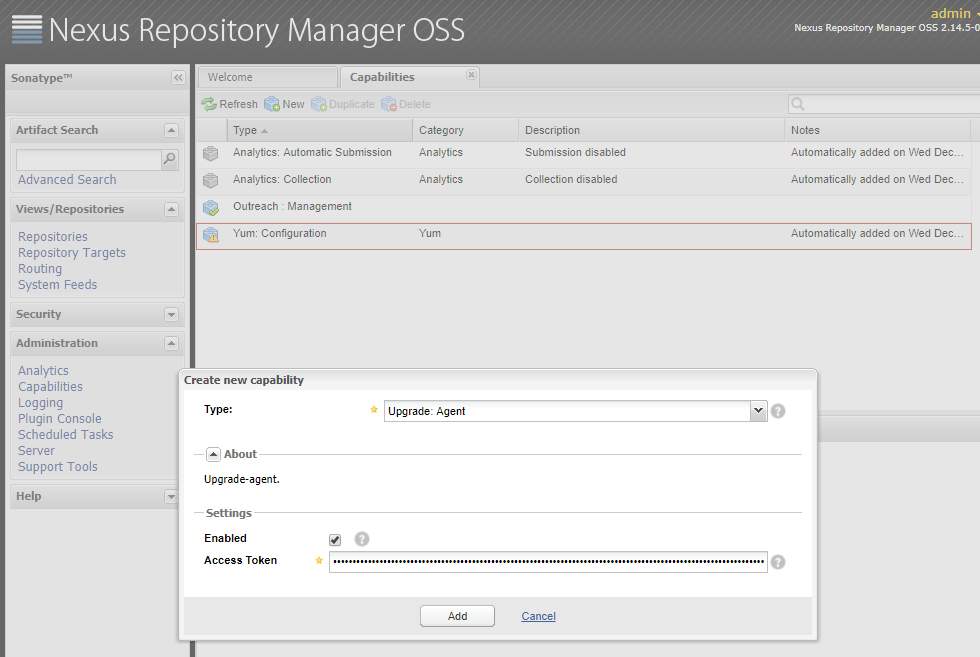 Nexus Repository Manager OSS
admin
Nexus Repository Manager OSS 2.14.5-0
Sonatype™
Welcome
Capabilities
Refresh New Duplicate Delete
Artifact Search
Advanced Search
Views/Repositories
Repositories
Repository Targets
Routing
System Feeds
Security
Administration
Analytics
Capabilities
Logging
Plugin Console
Scheduled Tasks
Server
Support Tools
Help
Type Category Description Notes
Analytics: Automatic Submission Analytics Submission disabled Automatically added on Wed Dec...
Analytics: Collection Analytics Collection disabled Automatically added on Wed Dec...
Outreach : Management
Yum: Configuration Yum Automatically added on Wed Dec...
Create new capability
Type: Upgrade: Agent
About
Upgrade-agent.
Settings
Enabled
Access Token
Add Cancel